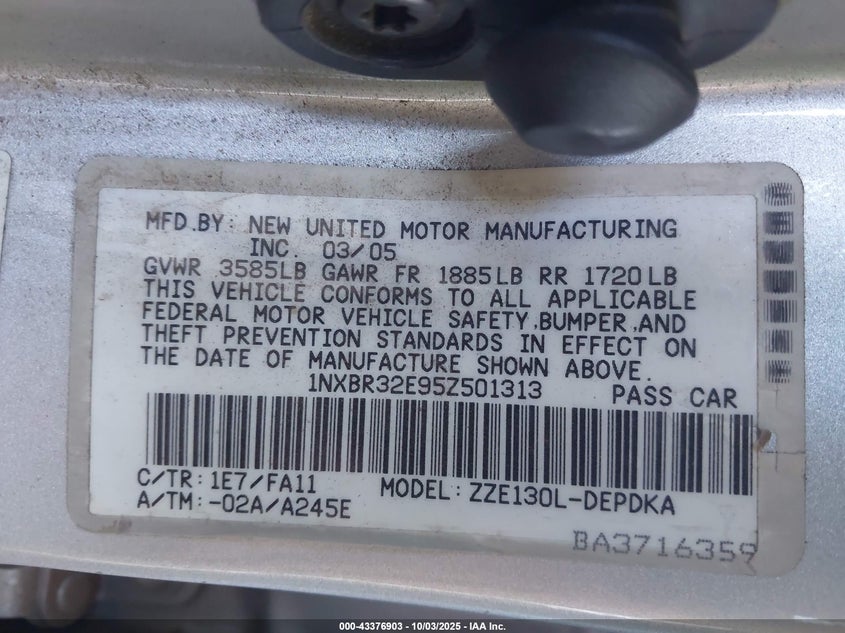 MFD.BY: NEW UNITED MOTOR MANUFACTURING
INC. 03/05
GVWR 3585LB GAWR FR 1885LB RR 1720LB
THIS VEHICLE CONFORMS TO ALL APPLICABLE
FEDERAL MOTOR VEHICLE SAFETY,BUMPER,AND
THEFT PREVENTION STANDARDS IN EFFECT ON
THE DATE OF MANUFACTURE SHOWN ABOVE.
1NXBR32E95Z501313 PASS CAR
C/TR: 1E7/FA11 MODEL: ZZE130L-DEPDKA
A/TM: -02A/A245E
BA3716359
000-43376903 - 10/03/2025 - IAA Inc.